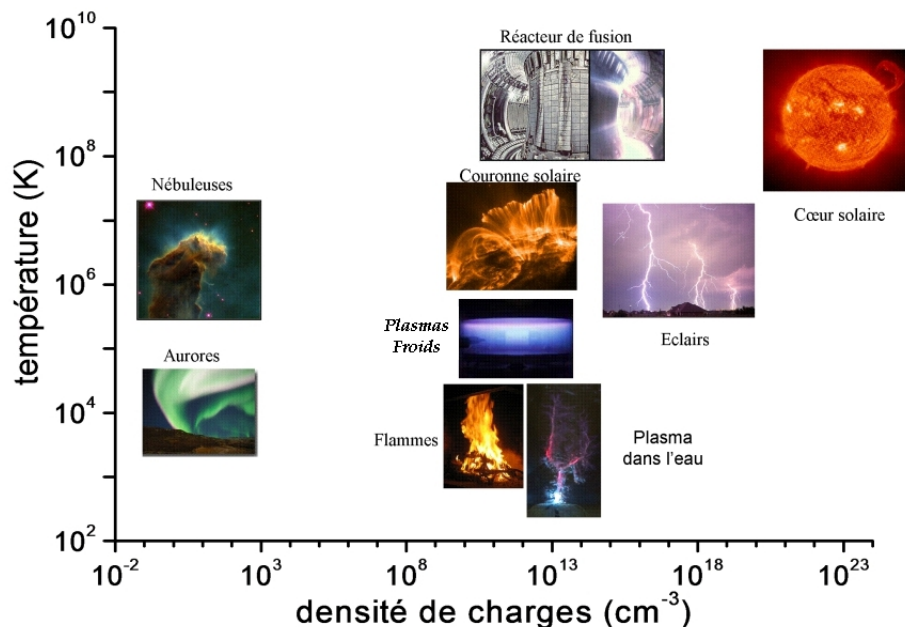 10^10
Réacteur de fusion
10^8
Nébuleuses
Couronne solaire
Cœur solaire
température (K)
10^6
Plasmas
Froids
Eclairs
Aurores
10^4
Flammes
Plasma
dans l'eau
10^2
10^-2
10^3
10^8
10^13
10^18
10^23
densité de charges (cm^-3)